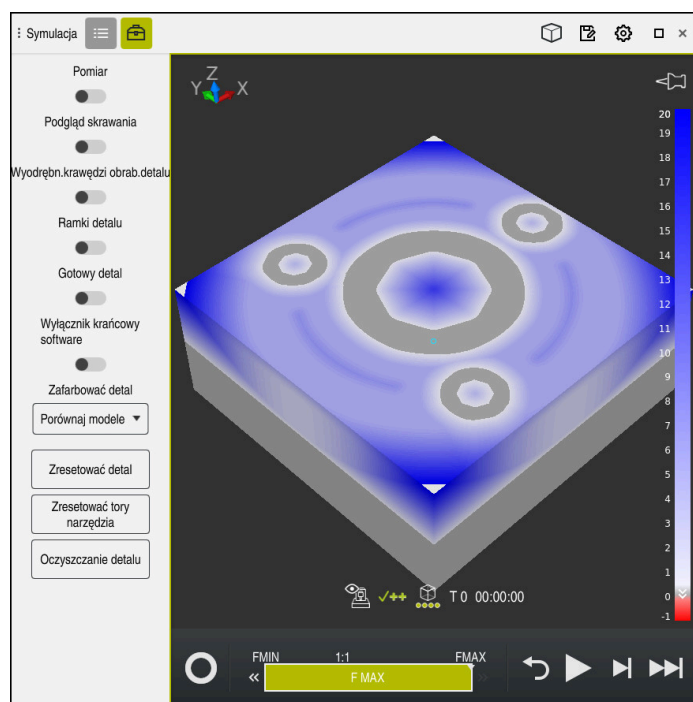 Symulacja
Pomiar
Podgląd skrawania
Wyodrębn.krawędzi obrab.detalu
Ramki detalu
Gotowy detal
Wyłącznik krańcowy
software
Zafarbować detal
Porównaj modele
Zresetować detal
Zresetować tory
narzędzia
Oczyszczanie detalu
Z
Y X
20
19
18
17
16
15
14
13
12
11
10
9
8
7
6
5
4
3
2
1
0
-1
T 0 00:00:00
FMIN 1:1 FMAX
F MAX